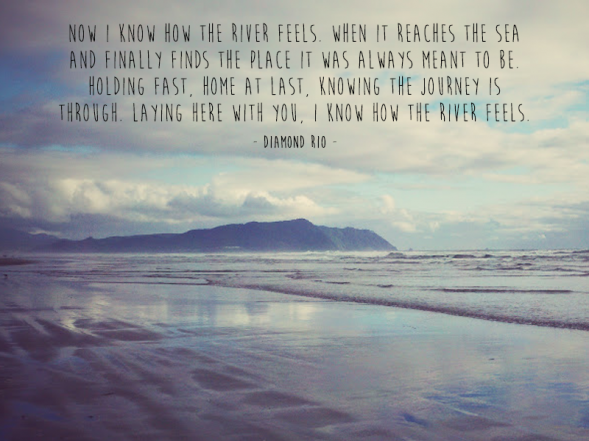 NOW I KNOW HOW THE RIVER FEELS. WHEN IT REACHES THE SEA
AND FINALLY FINDS THE PLACE IT WAS ALWAYS MEANT TO BE.
HOLDING FAST, HOME AT LAST, KNOWING THE JOURNEY IS
THROUGH. LAYING HERE WITH YOU, I KNOW HOW THE RIVER FEELS.
- DIAMOND RIO -